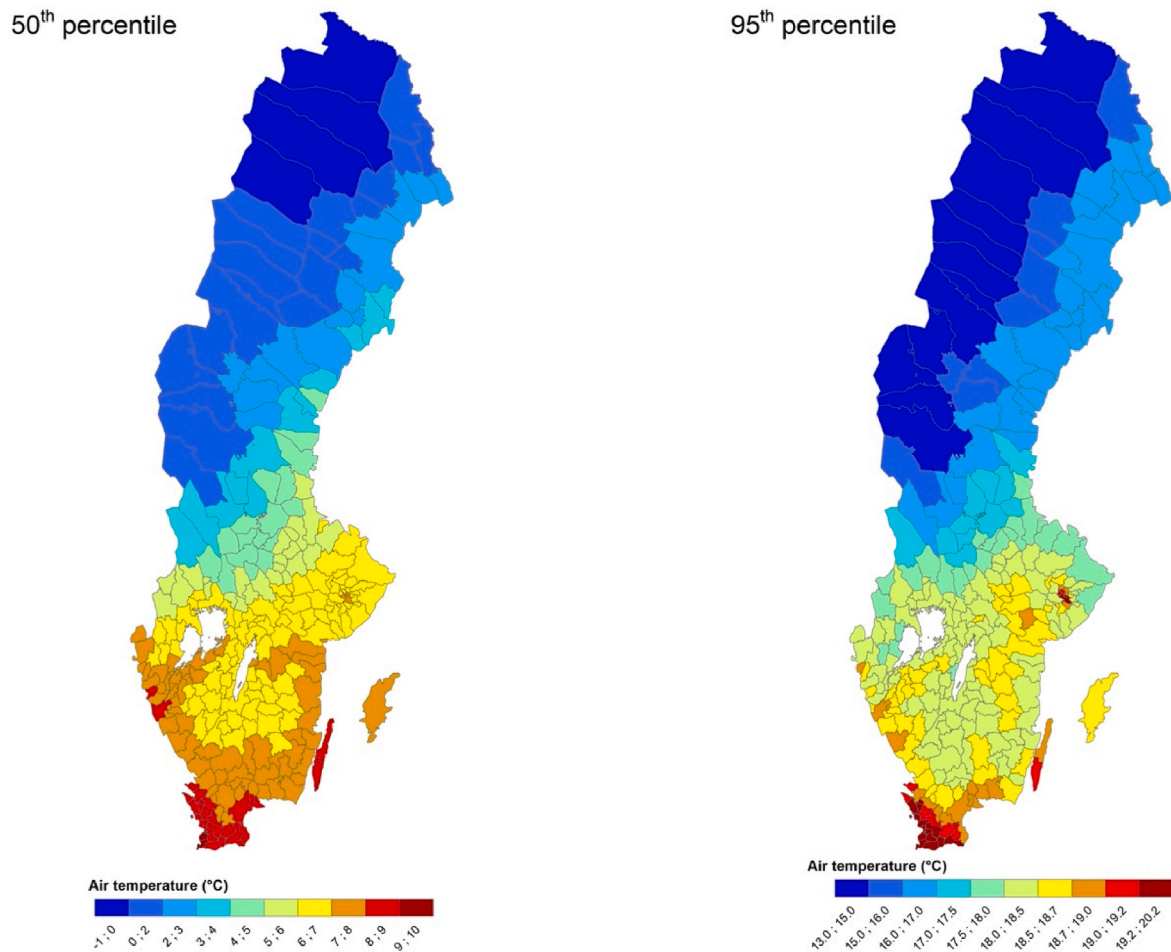 50th percentile
95th percentile
Air temperature (°C)
-1 ; 0
0 ; 2
2 ; 3
3 ; 4
4 ; 5
5 ; 6
6 ; 7
7 ; 8
8 ; 9
9 ; 10
Air temperature (°C)
13.0 ; 15.0
15.0 ; 16.0
16.0 ; 17.0
17.0 ; 17.5
17.5 ; 18.0
18.0 ; 18.5
18.5 ; 18.7
18.7 ; 19.0
19.0 ; 19.2
19.2 ; 20.2